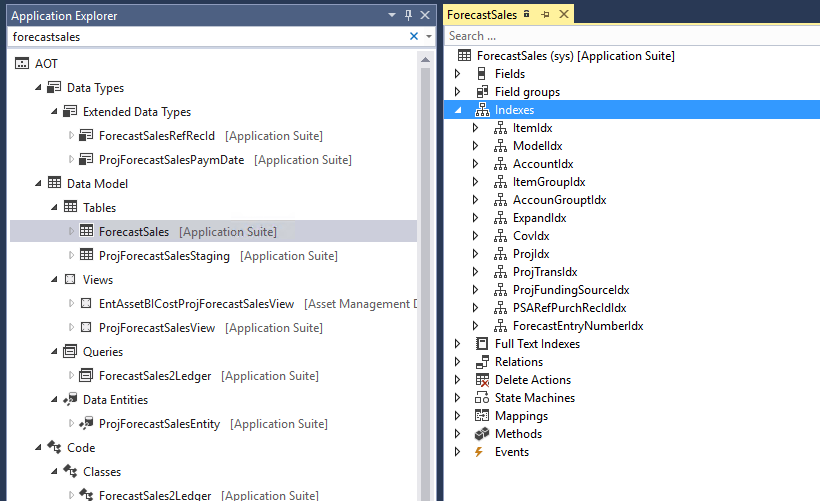 Application Explorer
forecastsales
AOT
Data Types
Extended Data Types
ForecastSalesRefRecId [Application Suite]
ProjForecastSalesPaymDate [Application Suite]
Data Model
Tables
ForecastSales [Application Suite]
ProjForecastSalesStaging [Application Suite]
Views
EntAssetBICostProjForecastSalesView [Asset Management D
ProjForecastSalesView [Application Suite]
Queries
ForecastSales2Ledger [Application Suite]
Data Entities
ProjForecastSalesEntity [Application Suite]
Code
Classes
ForecastSales2Ledger [Application Suite]
ForecastSales
Search ...
ForecastSales (sys) [Application Suite]
Fields
Field groups
Indexes
ItemIdx
ModelIdx
AccountIdx
ItemGroupIdx
AccounGrouptIdx
ExpandIdx
CovIdx
ProjIdx
ProjTransIdx
ProjFundingSourceIdx
PSARefPurchRecIdIdx
ForecastEntryNumberIdx
Full Text Indexes
Relations
Delete Actions
State Machines
Mappings
Methods
Events